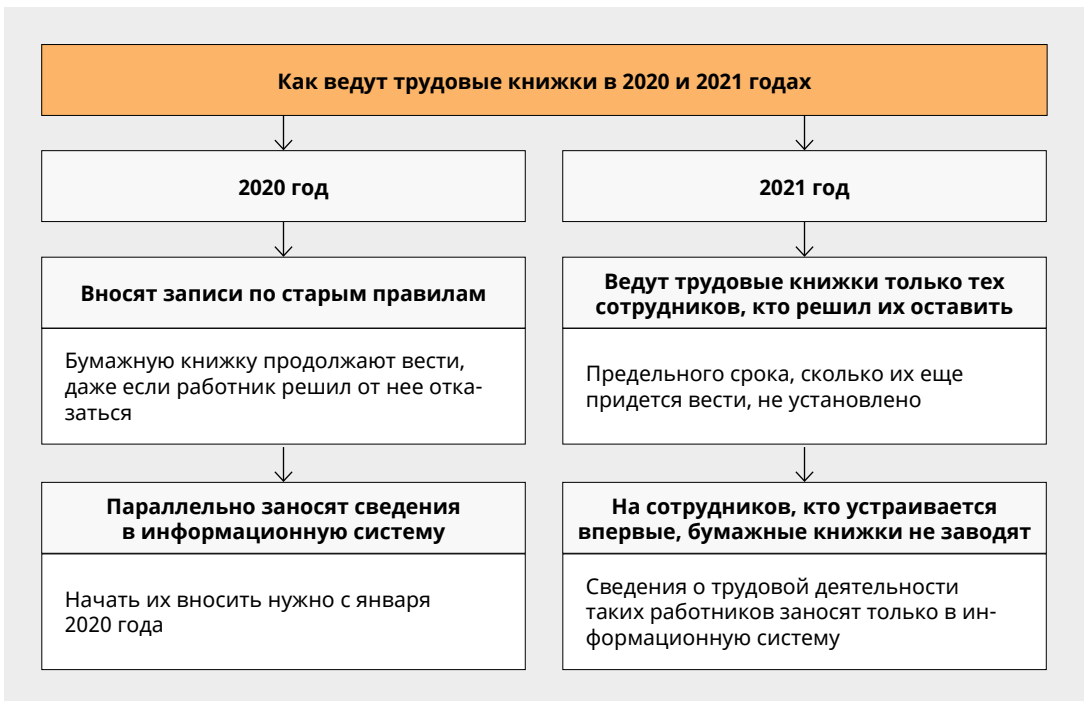 Как ведут трудовые книжки в 2020 и 2021 годах
2020 год
Вносят записи по старым правилам
Бумажную книжку продолжают вести,
даже если работник решил от нее отка-
заться
Параллельно заносят сведения
в информационную систему
Начать их вносить нужно с января
2020 года
2021 год
Ведут трудовые книжки только тех
сотрудников, кто решил их оставить
Предельного срока, сколько их еще
придется вести, не установлено
На сотрудников, кто устраивается
впервые, бумажные книжки не заводят
Сведения о трудовой деятельности
таких работников заносят только в ин-
формационную систему